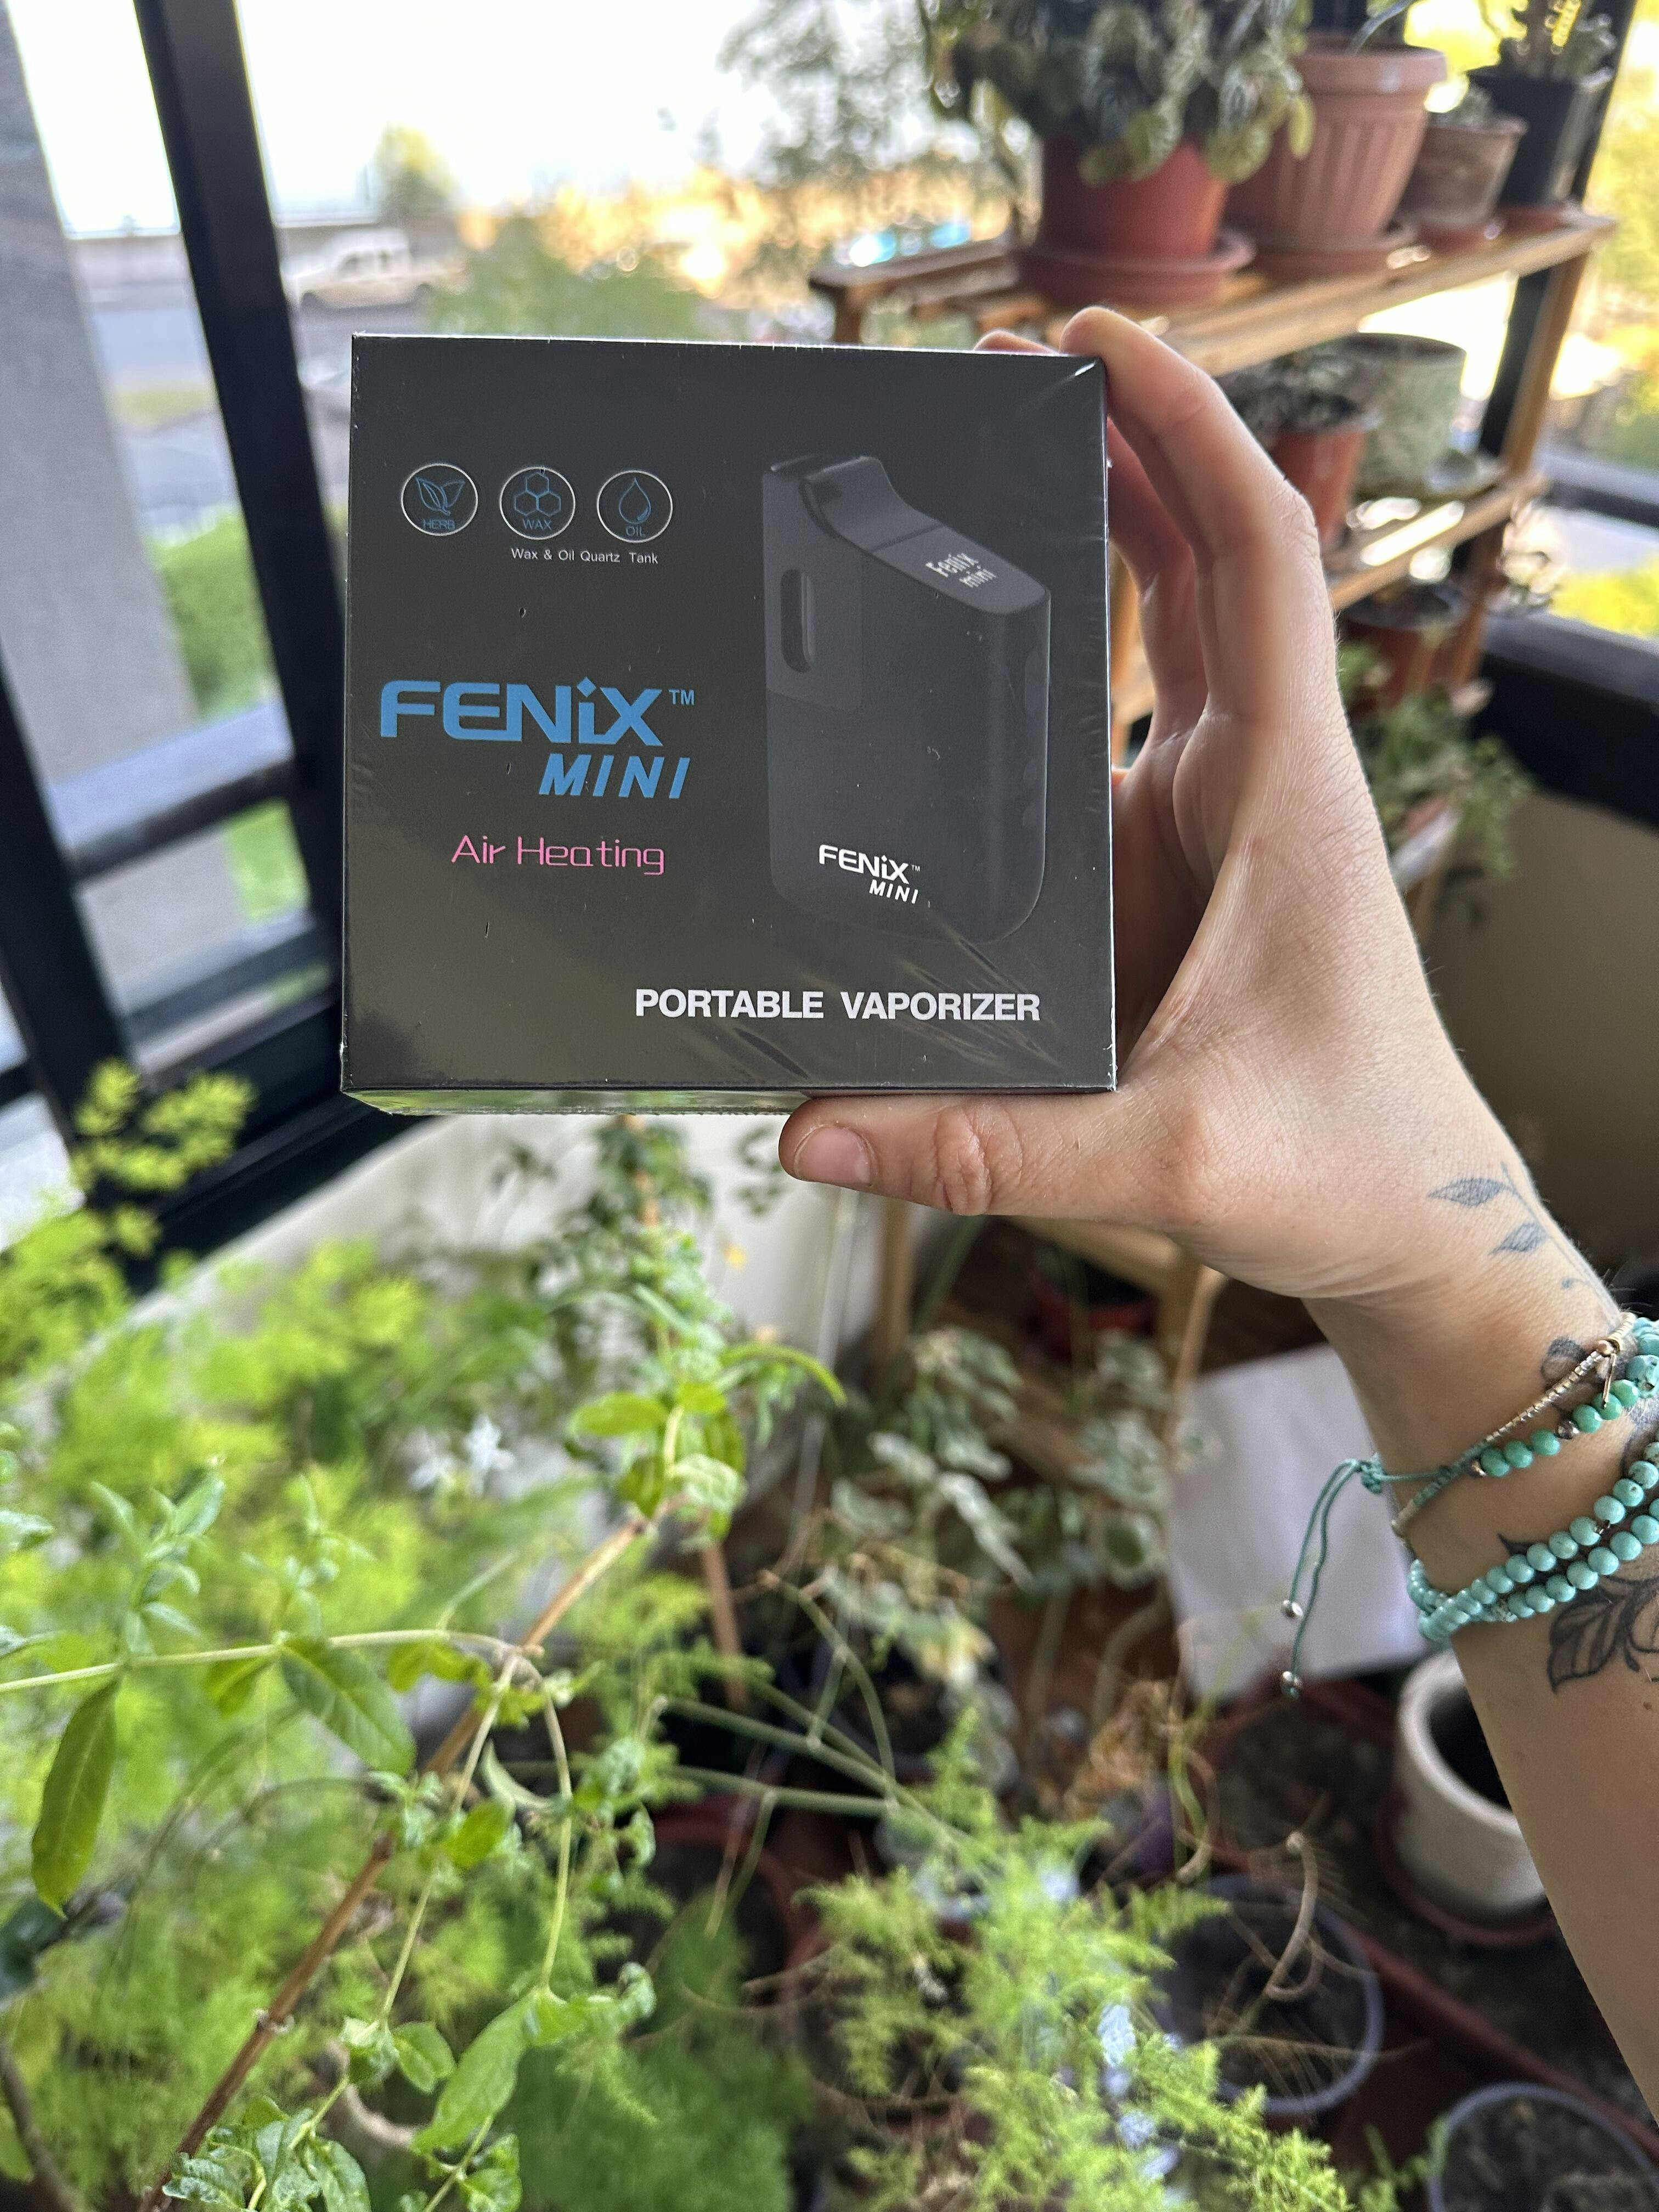 HERB
WAX
OIL
Wax & Oil Quartz Tank
Fenix
mini
FENiX™
MINI
Air Heating
FENiX™
MINI
PORTABLE VAPORIZER